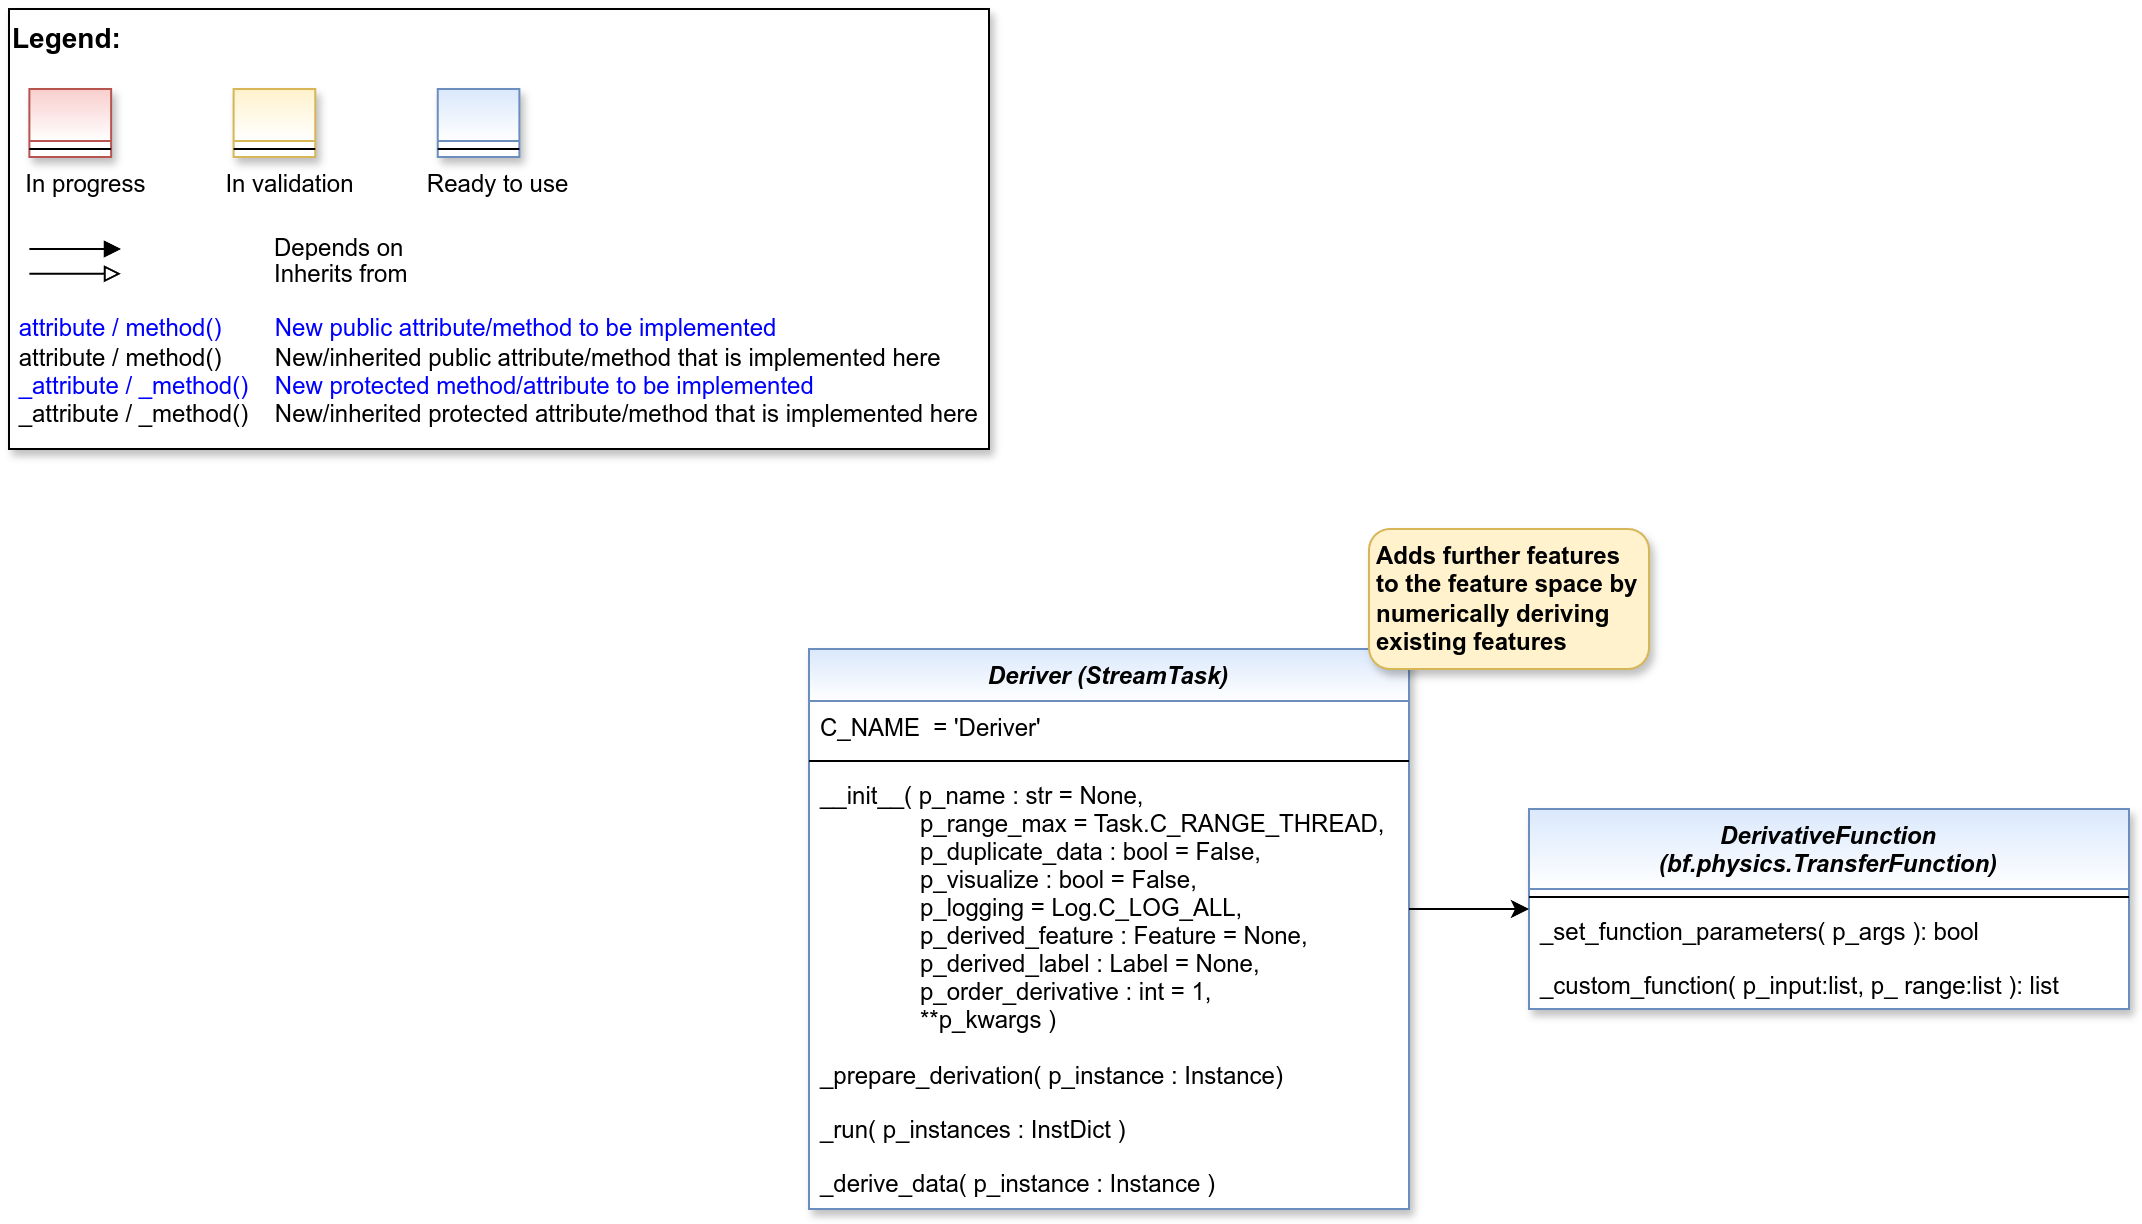 Legend:
In progress
In validation
Ready to use
Depends on
Inherits from
attribute / method() New public attribute/method to be implemented
attribute / method() New/inherited public attribute/method that is implemented here
_attribute / _method() New protected method/attribute to be implemented
_attribute / _method() New/inherited protected attribute/method that is implemented here
Adds further features
to the feature space by
numerically deriving
existing features
Deriver (StreamTask)
C_NAME  = 'Deriver'
__init__( p_name : str = None,
p_range_max = Task.C_RANGE_THREAD,
p_duplicate_data : bool = False,
p_visualize : bool = False,
p_logging = Log.C_LOG_ALL,
p_derived_feature : Feature = None,
p_derived_label : Label = None,
p_order_derivative : int = 1,
**p_kwargs )
_prepare_derivation( p_instance : Instance)
_run( p_instances : InstDict )
_derive_data( p_instance : Instance )
DerivativeFunction
(bf.physics.TransferFunction)
_set_function_parameters( p_args ): bool
_custom_function( p_input:list, p_ range:list ): list